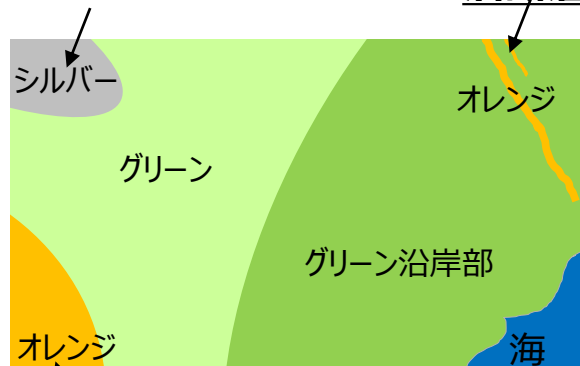 シルバー
オレンジ
グリーン
グリーン沿岸部
オレンジ
海